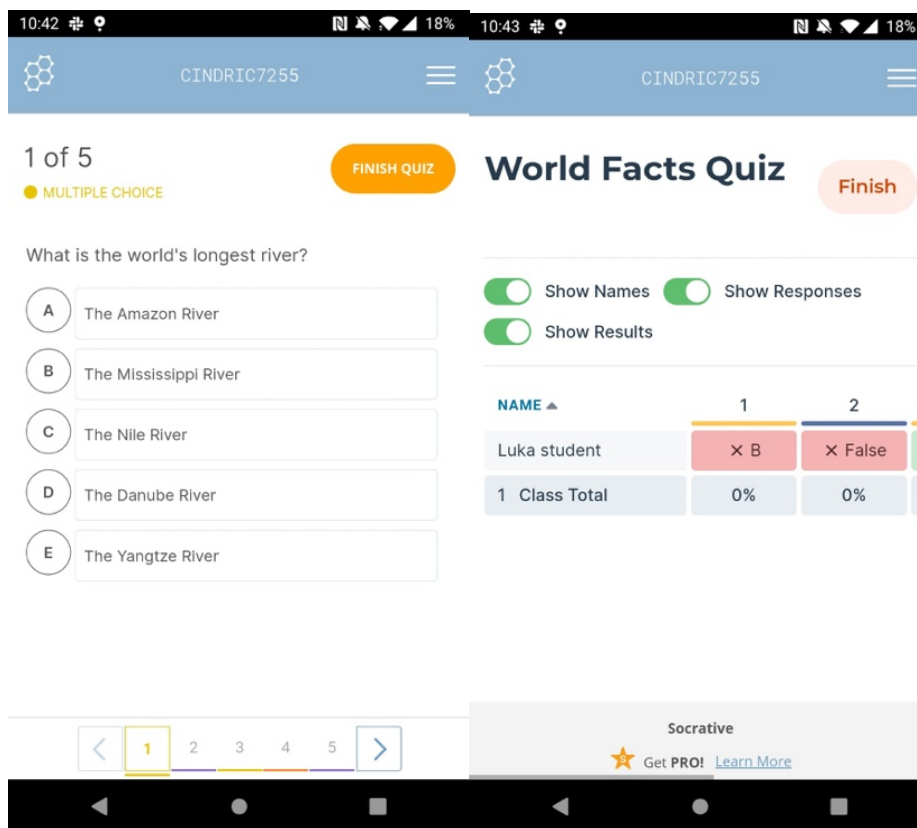 10:42 18%
CINDRIC7255
1 of 5
FINISH QUIZ
MULTIPLE CHOICE
What is the world's longest river?
A The Amazon River
B The Mississippi River
C The Nile River
D The Danube River
E The Yangtze River
1 2 3 4 5
10:43 18%
CINDRIC7255
World Facts Quiz
Finish
Show Names Show Responses
Show Results
NAME 1 2
Luka student × B × False
1 Class Total 0% 0%
Socrative
S Get PRO! Learn More